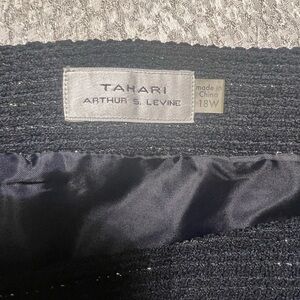 TAHARI
ARTHUR S. LEVINE
made in
China
18W